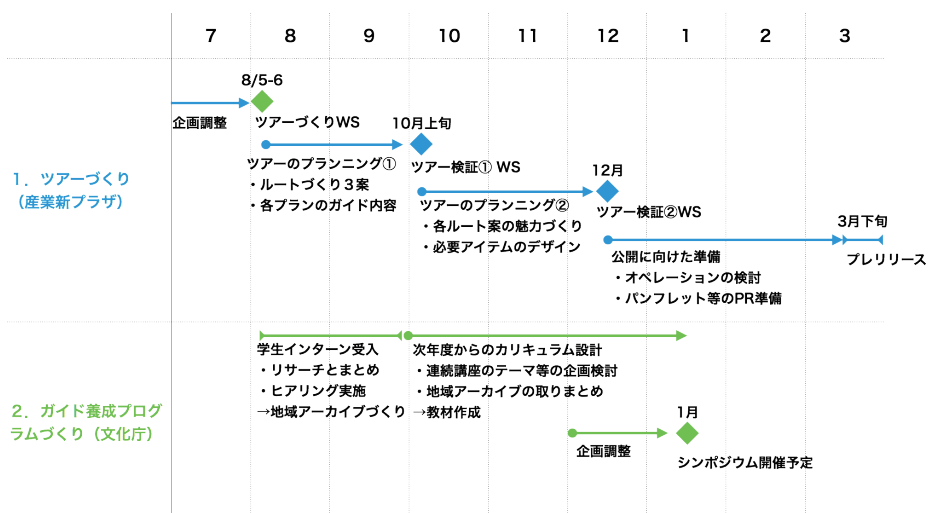 7 8 9 10 11 12 1 2 3
1．ツアーづくり
（産業新プラザ）
企画調整
8/5-6
ツアーづくりWS
ツアーのプランニング①
・ルートづくり３案
・各プランのガイド内容
10月上旬
ツアー検証① WS
ツアーのプランニング②
・各ルート案の魅力づくり
・必要アイテムのデザイン
12月
ツアー検証②WS
公開に向けた準備
・オペレーションの検討
・パンフレット等のPR準備
3月下旬
プレリリース
2．ガイド養成プログ
ラムづくり（文化庁）
学生インターン受入
・リサーチとまとめ
・ヒアリング実施
→地域アーカイブづくり
次年度からのカリキュラム設計
・連続講座のテーマ等の企画検討
・地域アーカイブの取りまとめ
→教材作成
企画調整
1月
シンポジウム開催予定